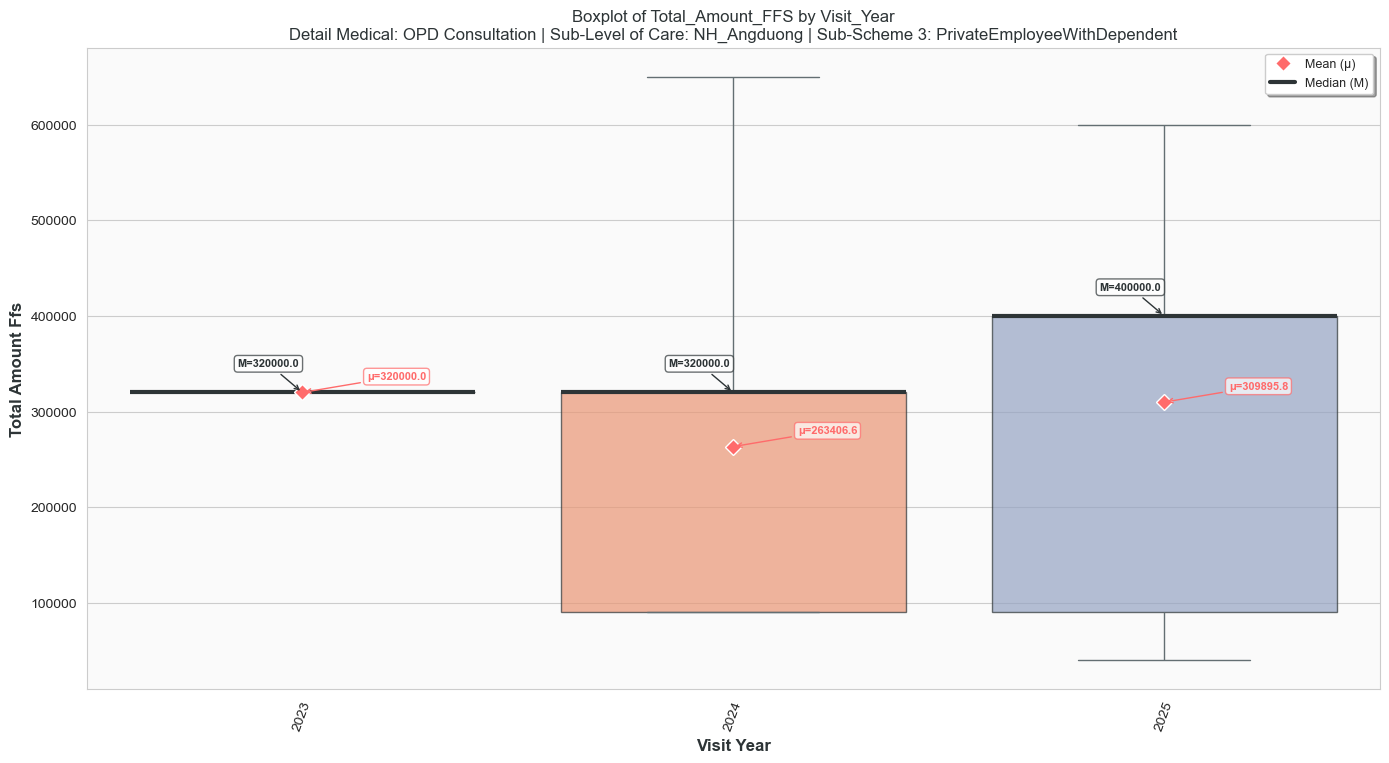 Boxplot of Total_Amount_FFS by Visit_Year
Detail Medical: OPD Consultation | Sub-Level of Care: NH_Angduong | Sub-Scheme 3: PrivateEmployeeWithDependent
Mean (μ)
Median (M)
Total Amount Ffs
600000
500000
400000
300000
200000
100000
M=320000.0
μ=320000.0
M=320000.0
μ=263406.6
M=400000.0
μ=309895.8
2023
2024
2025
Visit Year